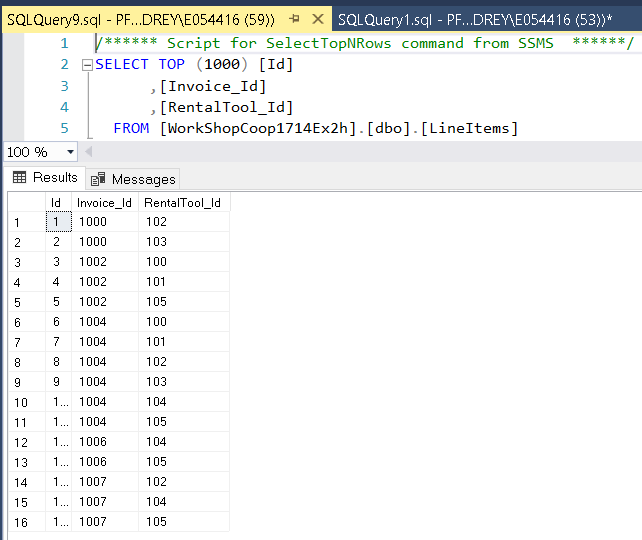 SQLQuery9.sql - PF...DREY\E054416 (59)) SQLQuery1.sql - PF...DREY\E054416 (53))*
1 /****** Script for SelectTopNRows command from SSMS ******/
2 SELECT TOP (1000) [Id]
3 ,[Invoice_Id]
4 ,[RentalTool_Id]
5 FROM [WorkShopCoop1714Ex2h].[dbo].[LineItems]
100 %
Results Messages
Id Invoice_Id RentalTool_Id
1 1 1000 102
2 2 1000 103
3 3 1002 100
4 4 1002 101
5 5 1002 105
6 6 1004 100
7 7 1004 101
8 8 1004 102
9 9 1004 103
10 1... 1004 104
11 1... 1004 105
12 1... 1006 104
13 1... 1006 105
14 1... 1007 102
15 1... 1007 104
16 1... 1007 105